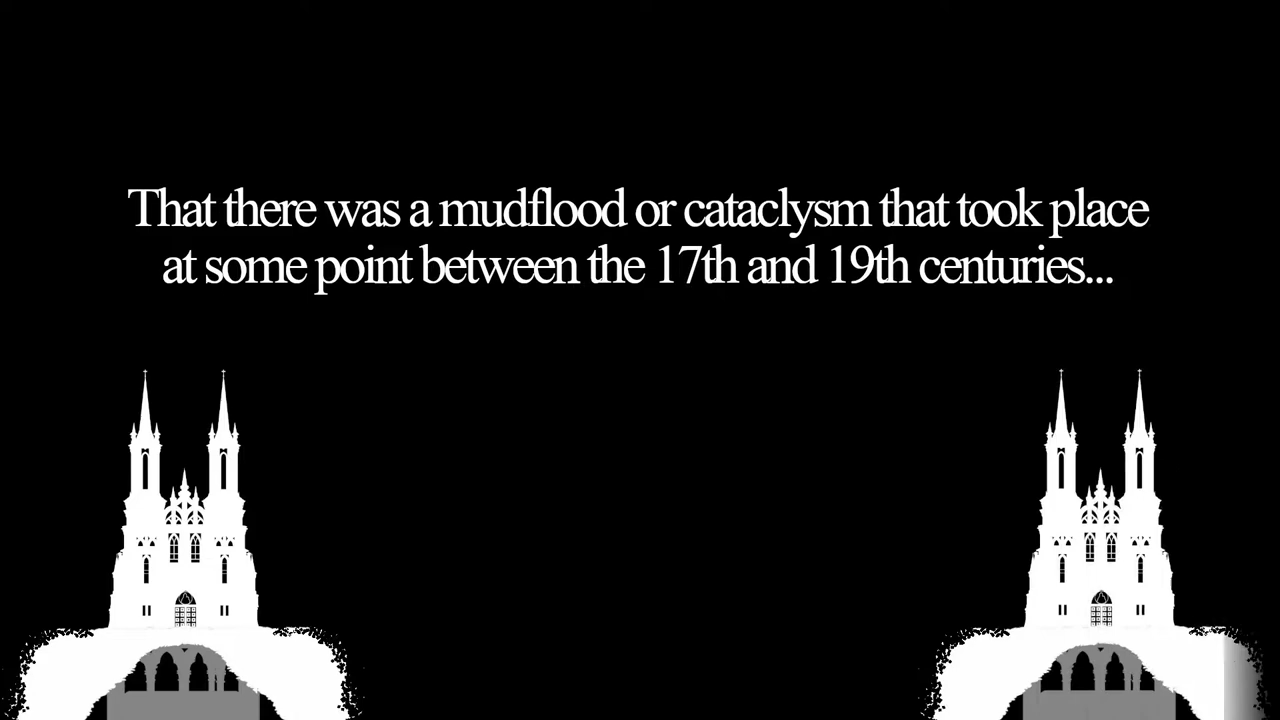 That there was a mudflood or cataclysm that took place
at some point between the 17th and 19th centuries...